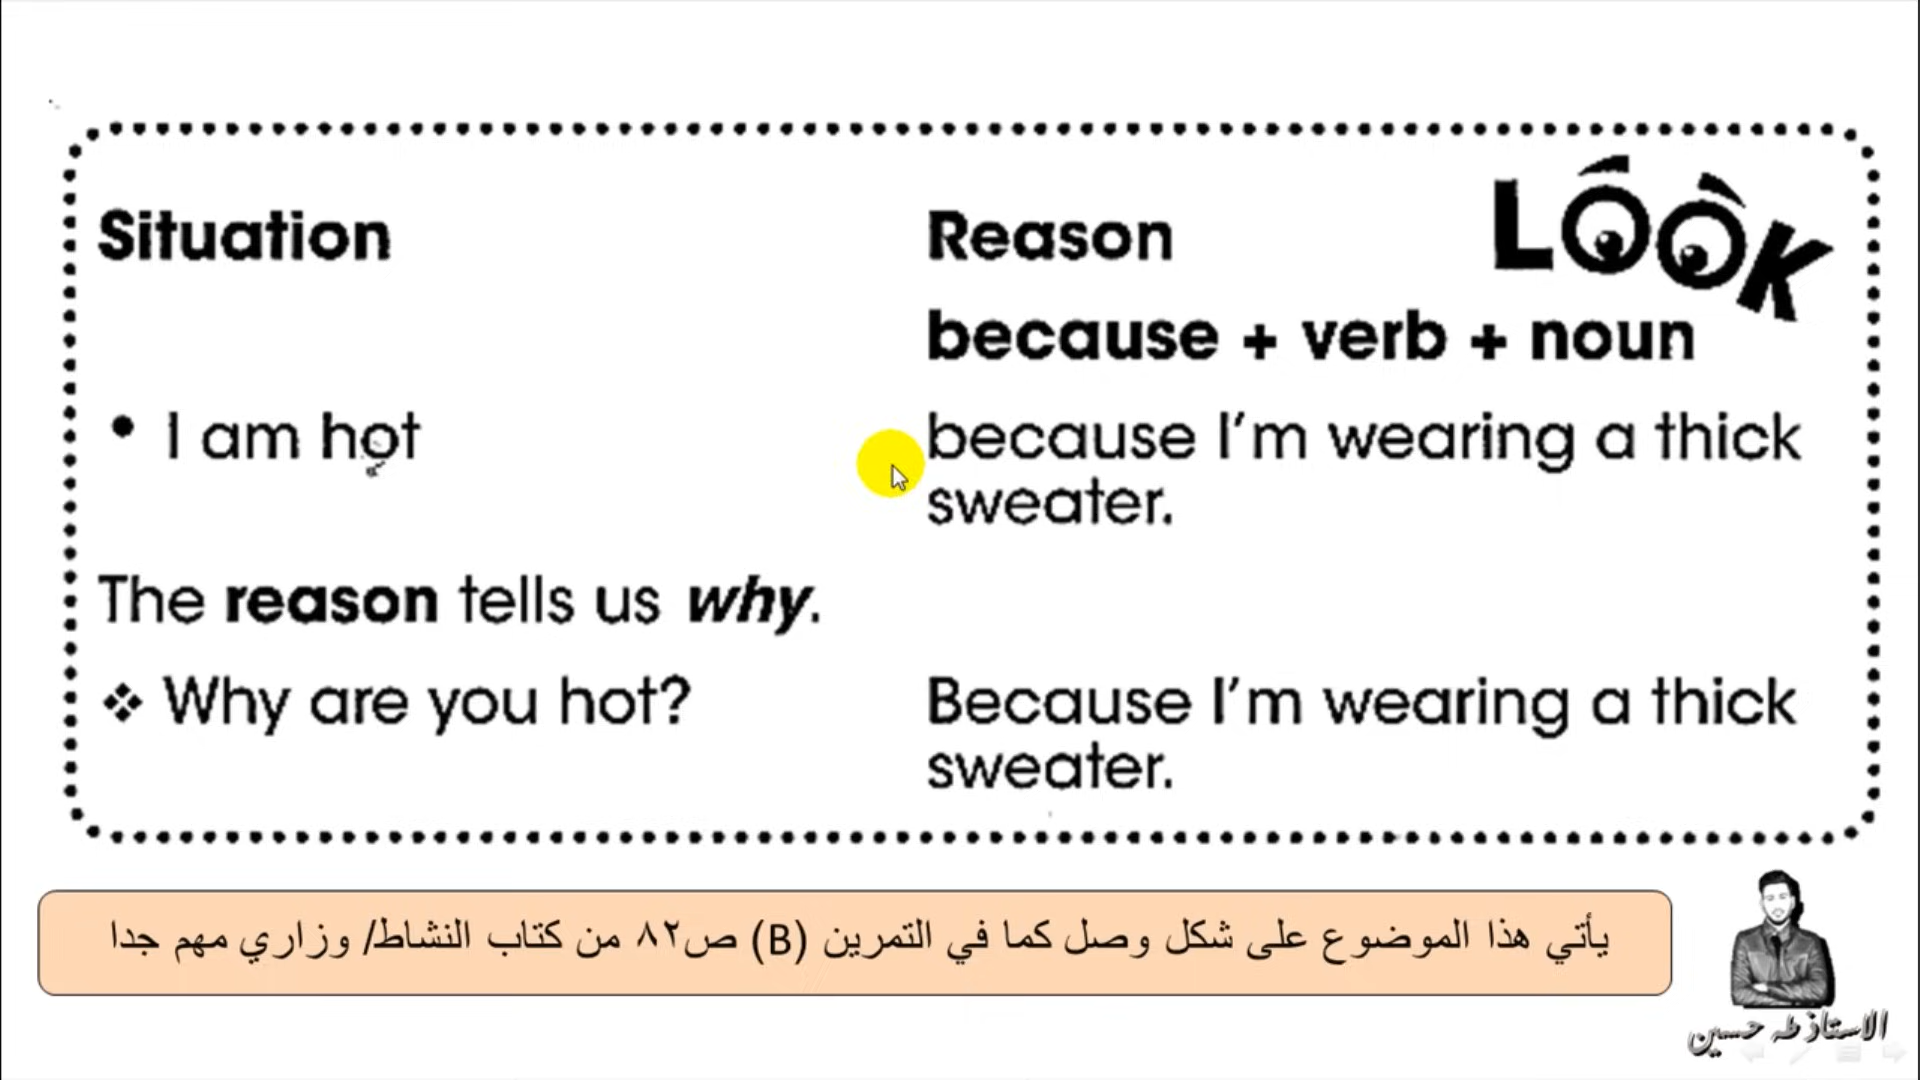 Situation
Reason
LOOK
because + verb + noun
• I am hot
because I'm wearing a thick
sweater.
The reason tells us why.
❖ Why are you hot?
Because I'm wearing a thick
sweater.
يأتي هذا الموضوع على شكل وصل كما في التمرين (B) ص٨٢ من كتاب النشاط/ وزاري مهم جدا
الاستاذ طه حسين